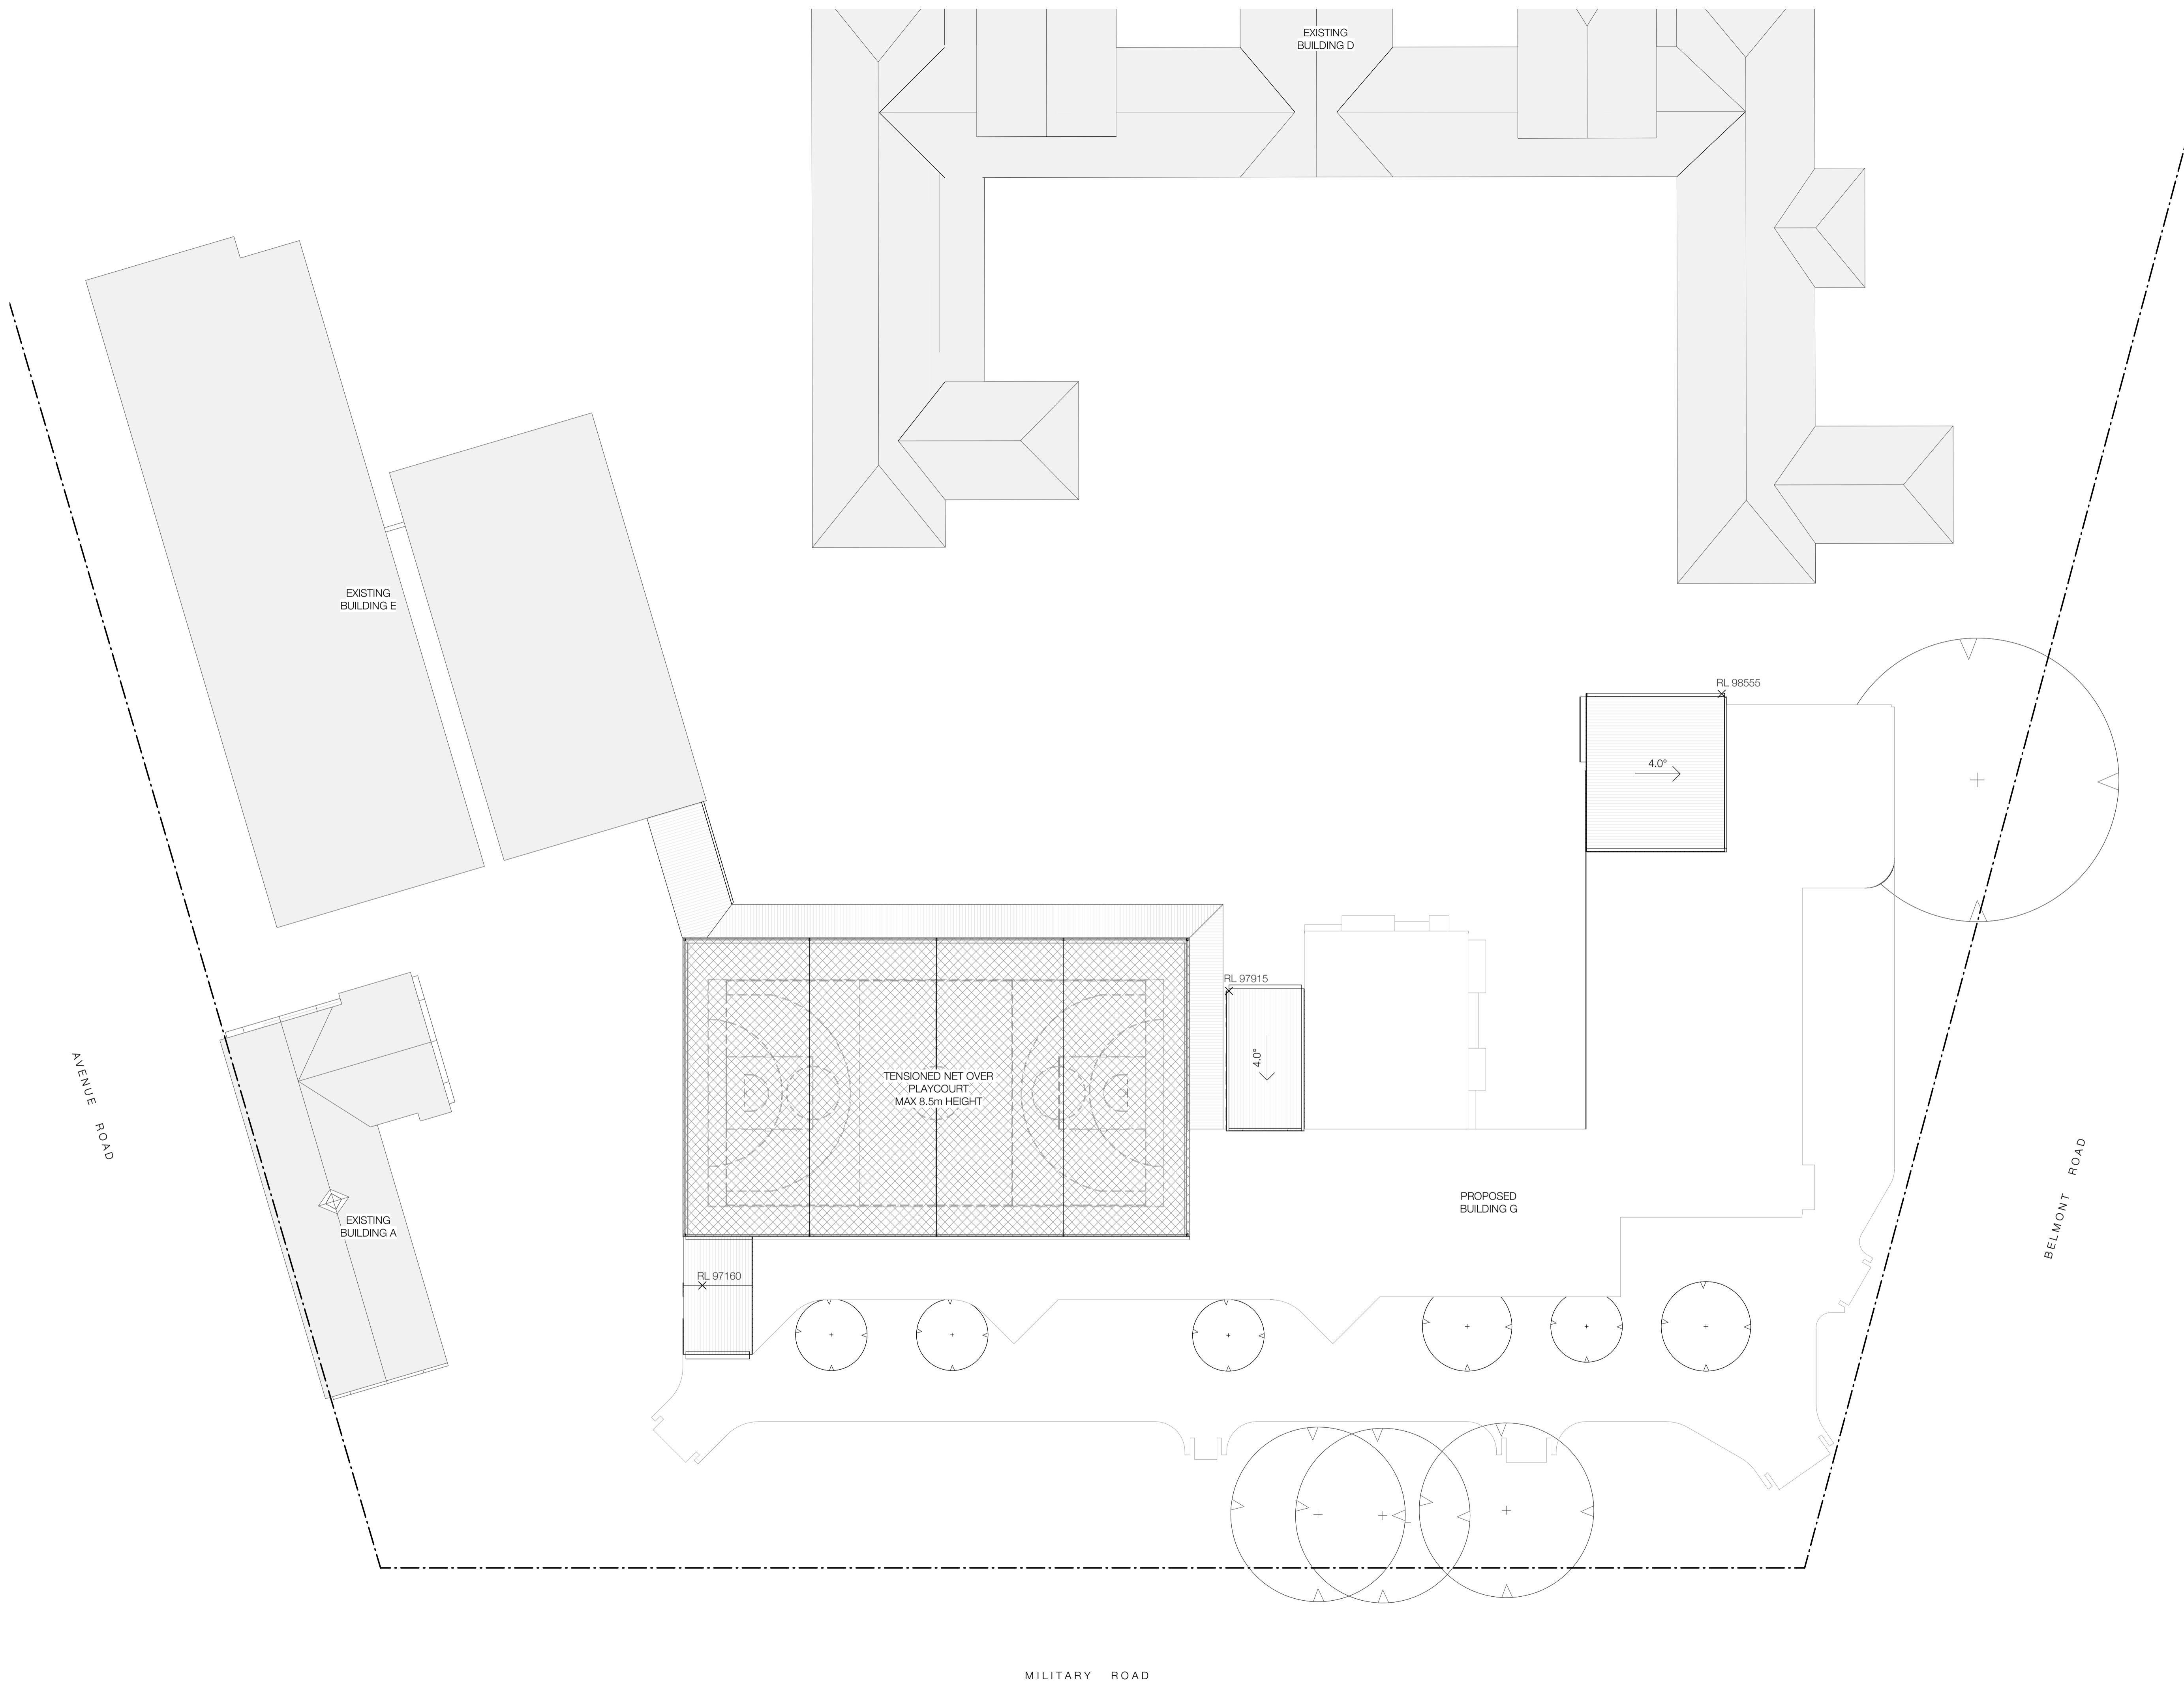 EXISTING
BUILDING D
EXISTING
BUILDING E
RL 98555
4.0°
RL 97915
4.0°
TENSIONED NET OVER
PLAYCOURT
MAX 8.5m HEIGHT
AVENUE ROAD
EXISTING
BUILDING A
PROPOSED
BUILDING G
BELMONT ROAD
RL 97160
MILITARY ROAD